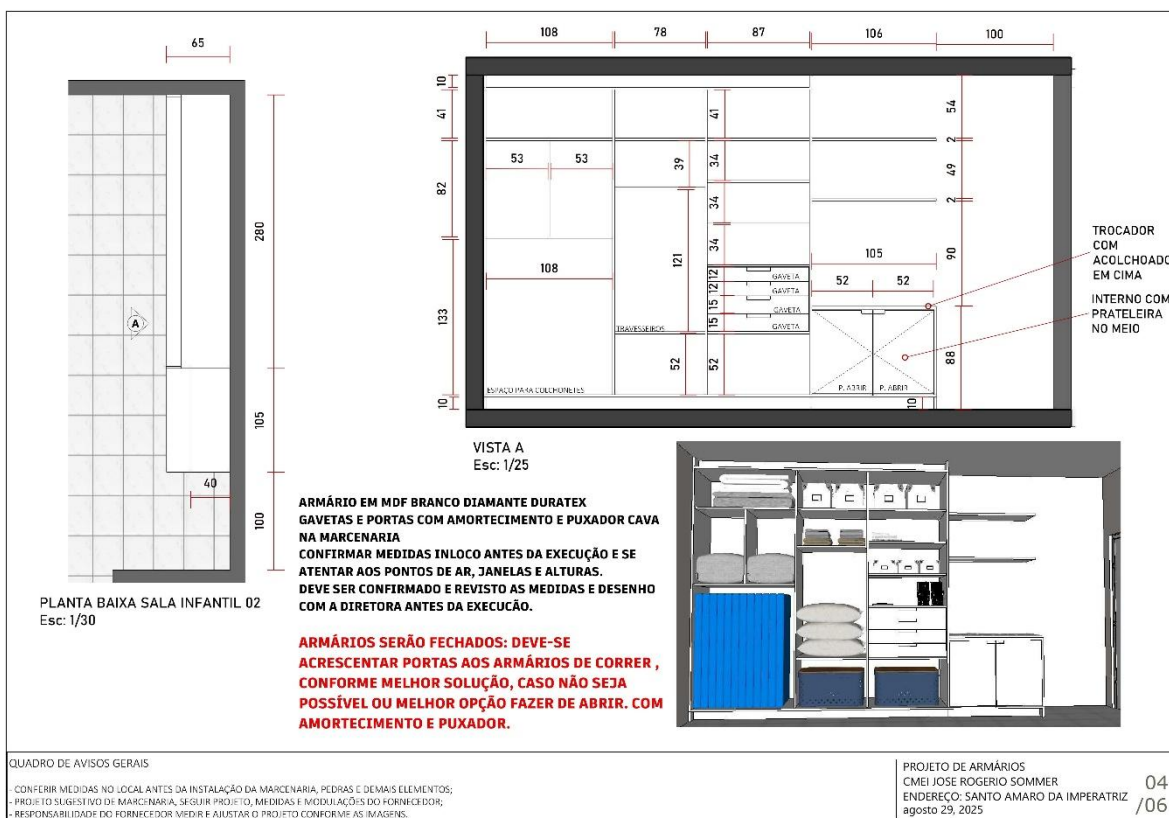 65
280
105
40
100
A
PLANTA BAIXA SALA INFANTIL 02
Esc: 1/30
108
78
87
106
100
10
41
82
133
10
53
53
108
39
121
52
TRAVESSEIROS
ESPAÇO PARA COLCHONETES
41
34
34
34
12
12
15
15
52
GAVETA
GAVETA
GAVETA
GAVETA
105
52
52
P. ABRIR
P. ABRIR
10
54
2
49
2
90
88
TROCADOR
COM
ACOLCHOADO
EM CIMA
INTERNO COM
PRATELEIRA
NO MEIO
VISTA A
Esc: 1/25
ARMÁRIO EM MDF BRANCO DIAMANTE DURATEX
GAVETAS E PORTAS COM AMORTECIMENTO E PUXADOR CAVA
NA MARCENARIA
CONFIRMAR MEDIDAS INLOCO ANTES DA EXECUÇÃO E SE
ATENTAR AOS PONTOS DE AR, JANELAS E ALTURAS.
DEVE SER CONFIRMADO E REVISTO AS MEDIDAS E DESENHO
COM A DIRETORA ANTES DA EXECUCÃO.
ARMÁRIOS SERÃO FECHADOS: DEVE-SE
ACRESCENTAR PORTAS AOS ARMÁRIOS DE CORRER ,
CONFORME MELHOR SOLUÇÃO, CASO NÃO SEJA
POSSÍVEL OU MELHOR OPÇÃO FAZER DE ABRIR. COM
AMORTECIMENTO E PUXADOR.
QUADRO DE AVISOS GERAIS
- CONFERIR MEDIDAS NO LOCAL ANTES DA INSTALAÇÃO DA MARCENARIA, PEDRAS E DEMAIS ELEMENTOS;
- PROJETO SUGESTIVO DE MARCENARIA, SEGUIR PROJETO, MEDIDAS E MODULAÇÕES DO FORNECEDOR;
- RESPONSABILIDADE DO FORNECEDOR MEDIR E AJUSTAR O PROJETO CONFORME AS IMAGENS.
PROJETO DE ARMÁRIOS
CMEI JOSE ROGERIO SOMMER
ENDEREÇO: SANTO AMARO DA IMPERATRIZ
agosto 29, 2025
04
/06